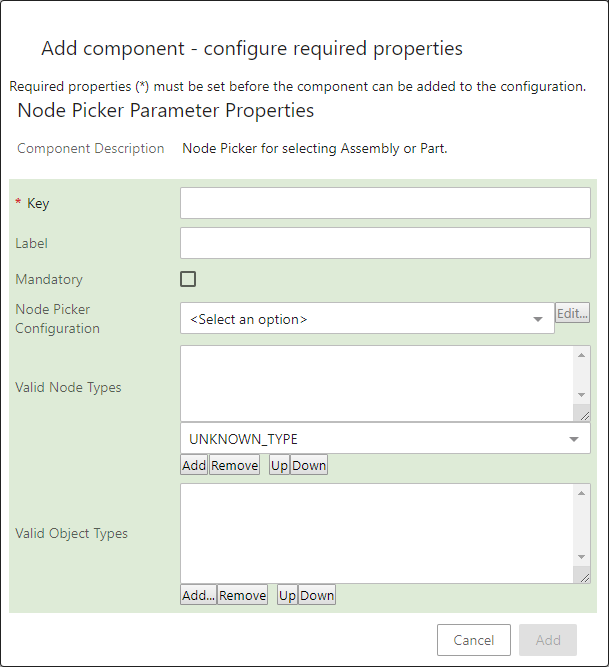 Add component - configure required properties
Required properties (*) must be set before the component can be added to the configuration.
Node Picker Parameter Properties
Component Description Node Picker for selecting Assembly or Part.
* Key
Label
Mandatory
Node Picker
Configuration
<Select an option>
Edit...
Valid Node Types
UNKNOWN_TYPE
Add Remove Up Down
Valid Object Types
Add... Remove Up Down
Cancel Add